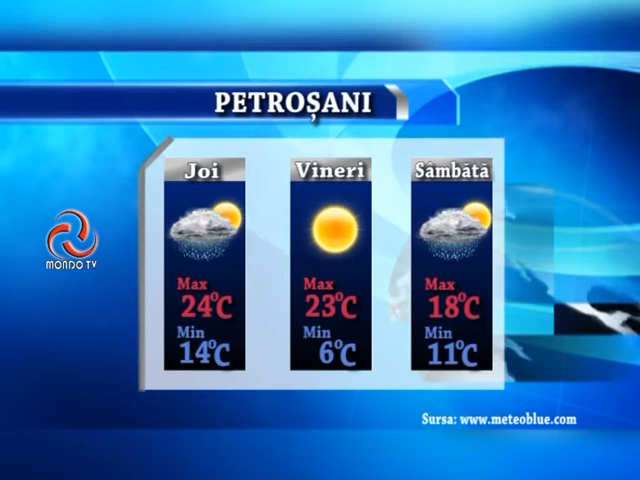 PETROȘANI
Joi
Vineri
Sâmbătă
Max
24°C
Min
14°C
Max
23°C
Min
6°C
Max
18°C
Min
11°C
MONDO TV
Sursa: www.meteoblue.com